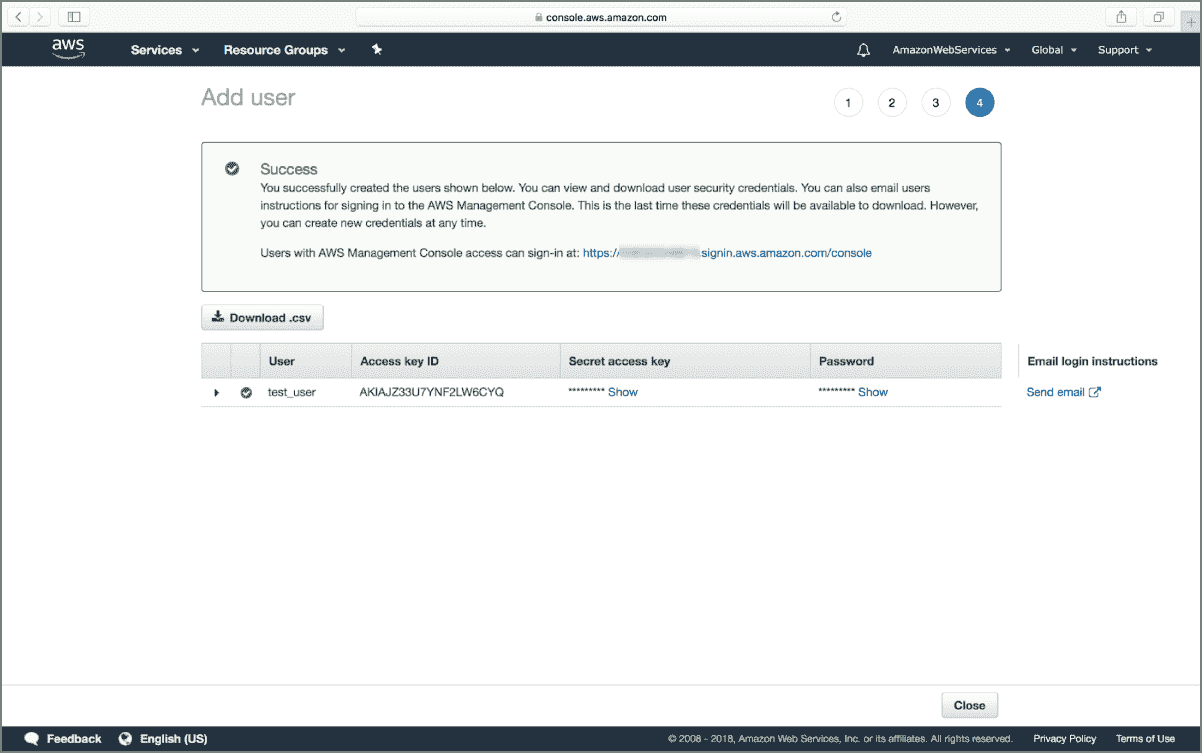 console.aws.amazon.com
aws Services Resource Groups AmazonWebServices Global Support
Add user
1 2 3 4
Success
You successfully created the users shown below. You can view and download user security credentials. You can also email users
instructions for signing in to the AWS Management Console. This is the last time these credentials will be available to download. However,
you can create new credentials at any time.
Users with AWS Management Console access can sign-in at: https:// .signin.aws.amazon.com/console
Download .csv
User Access key ID Secret access key Password Email login instructions
test_user AKIAJZ33U7YNF2LW6CYQ ********* Show ********* Show Send email
Close
Feedback English (US) © 2008 - 2018, Amazon Web Services, Inc. or its affiliates. All rights reserved. Privacy Policy Terms of Use